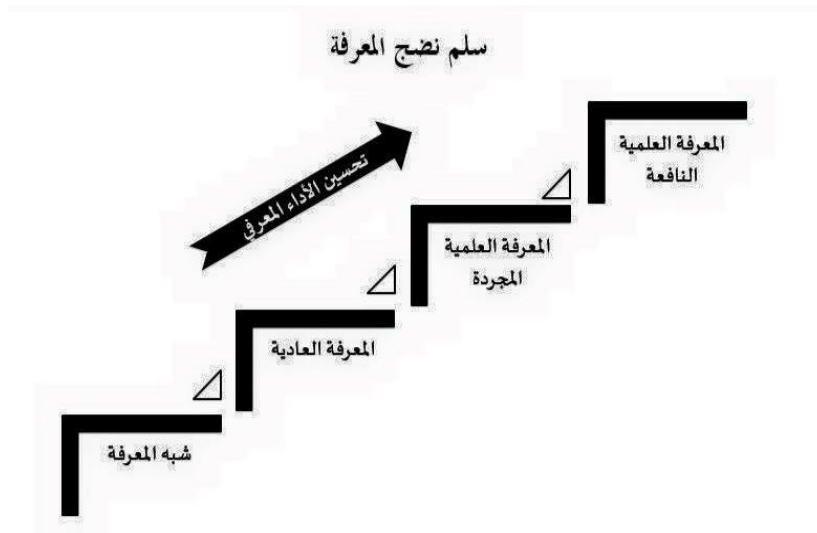 سلم نضج المعرفة
المعرفة العلمية
النافعة
تحسين الأداء المعرفي
المعرفة العلمية
المجردة
المعرفة العادية
شبه المعرفة